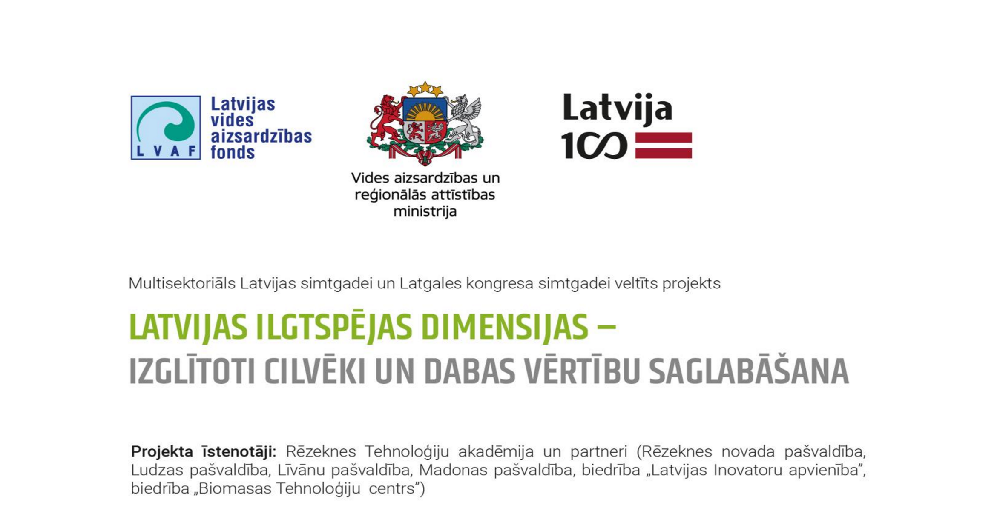 Latvijas
vides
aizsardzības
fonds
LVAF
Vides aizsardzības un
reģionālās attīstības
ministrija
Latvija
100
Multisektoriāls Latvijas simtgadei un Latgales kongresa simtgadei veltīts projekts
LATVIJAS ILGTSPĒJAS DIMENSIJAS –
IZGLĪTOTI CILVĒKI UN DABAS VĒRTĪBU SAGLABĀŠANA
Projekta īstenotāji: Rēzeknes Tehnoloģiju akadēmija un partneri (Rēzeknes novada pašvaldība,
Ludzas pašvaldība, Līvānu pašvaldība, Madonas pašvaldība, biedrība „Latvijas Inovatoru apvienība”,
biedrība „Biomasas Tehnoloģiju centrs”)